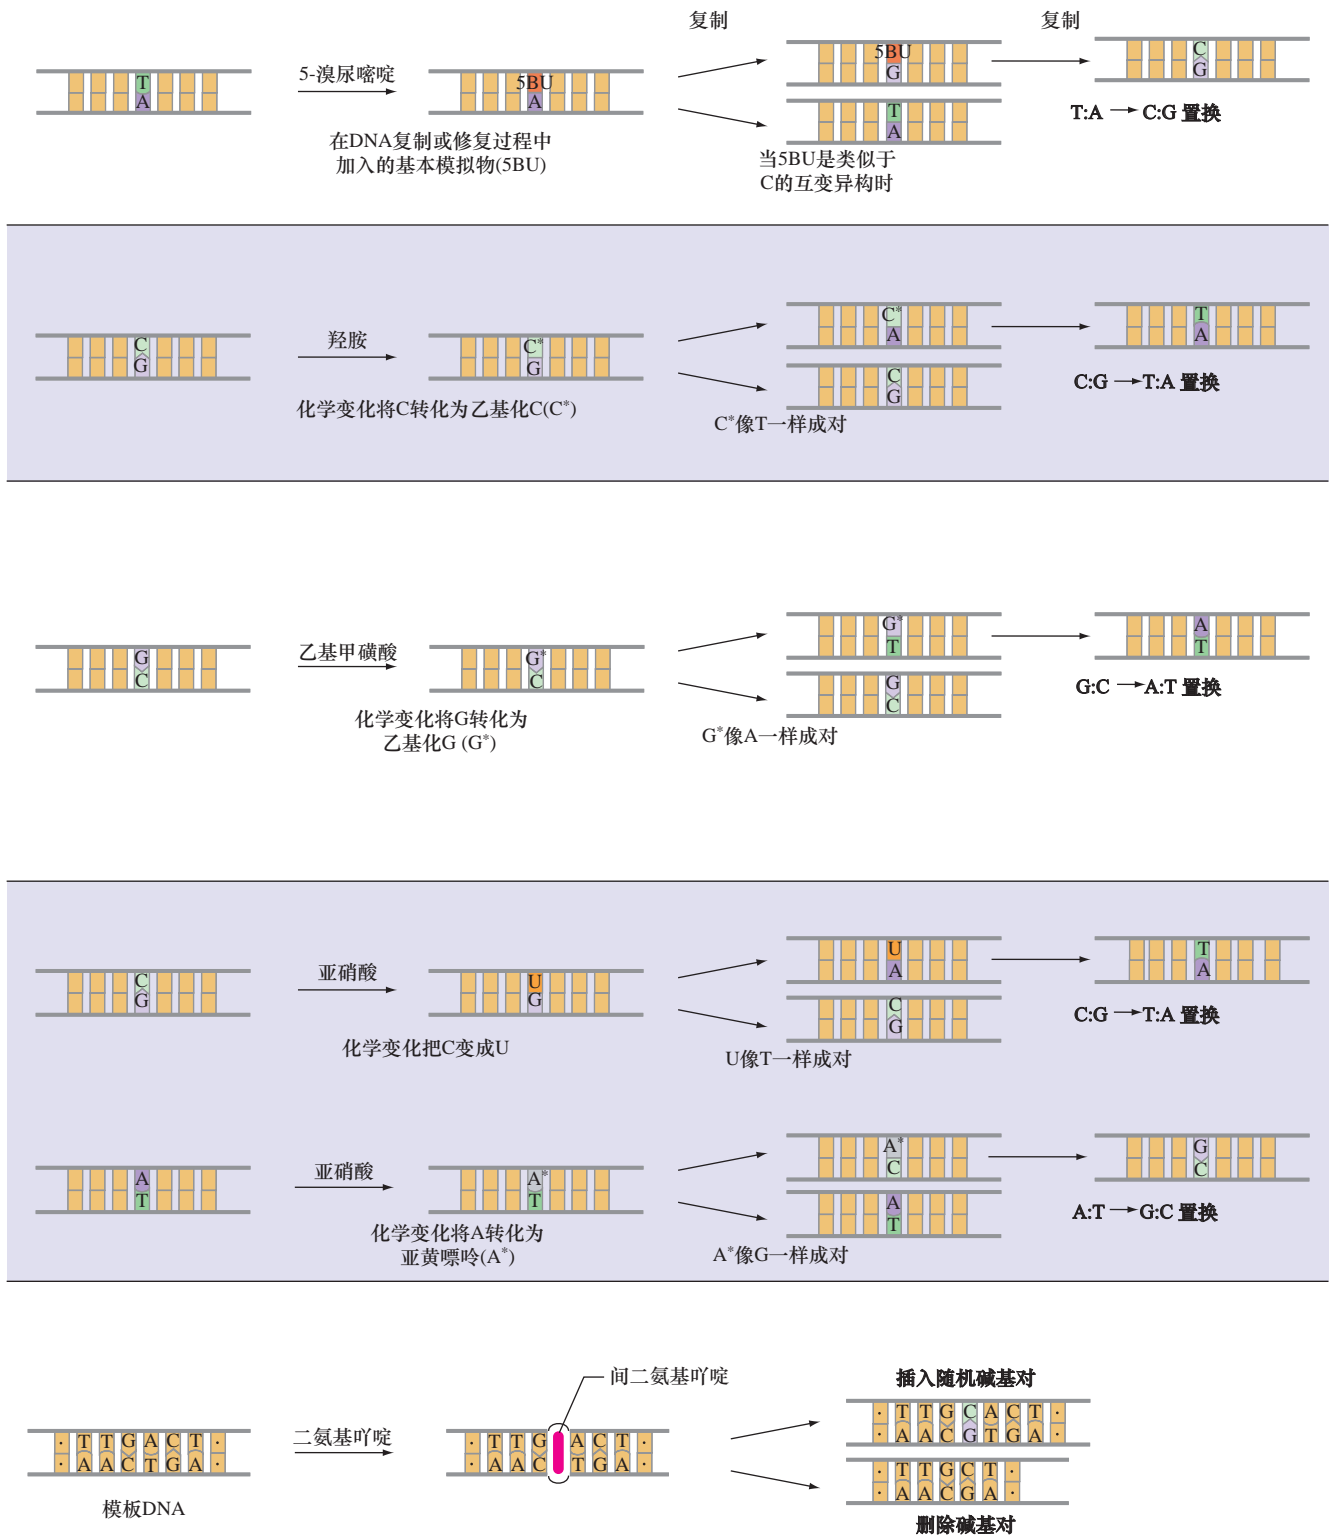 复制
复制
5-溴尿嘧啶
T
A
5BU
A
在DNA复制或修复过程中
加入的基本模拟物(5BU)
5BU
G
T
A
当5BU是类似于
C的互变异构时
C
G
T:A → C:G 置换
C
G
羟胺
C*
G
化学变化将C转化为乙基化C(C*)
C*
A
C
G
C*像T一样成对
T
A
C:G → T:A 置换
G
C
乙基甲磺酸
G*
C
化学变化将G转化为
乙基化G (G*)
G*
T
G
C
G*像A一样成对
A
T
G:C → A:T 置换
C
G
亚硝酸
U
G
化学变化把C变成U
U
A
C
G
U像T一样成对
T
A
C:G → T:A 置换
A
T
亚硝酸
A*
T
化学变化将A转化为
亚黄嘌呤(A*)
A*
C
A
T
A*像G一样成对
G
C
A:T → G:C 置换
· T T G A C T ·
· A A C T G A ·
模板DNA
二氨基吖啶
间二氨基吖啶
· T T G A C T ·
· A A C T G A ·
插入随机碱基对
· T T G C A C T ·
· A A C G T G A ·
· T T G C T ·
· A A C G A ·
删除碱基对